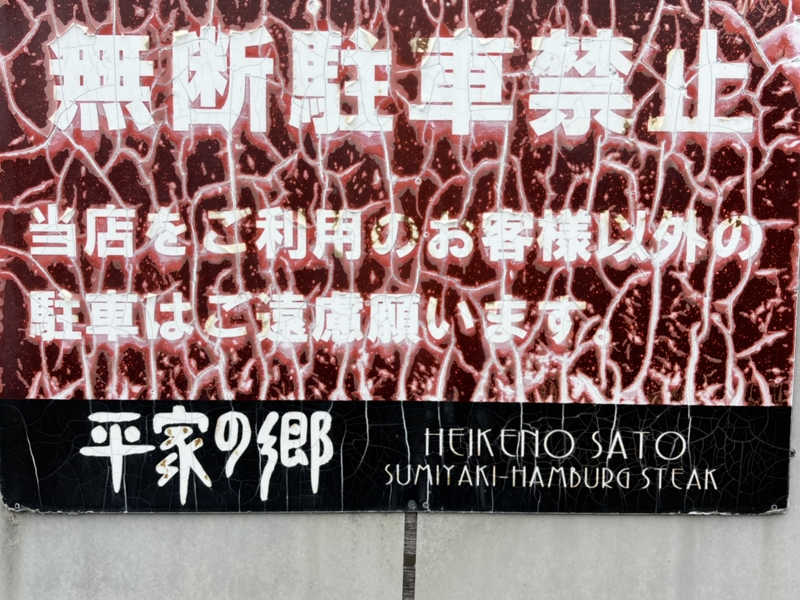 無断駐車禁止
当店をご利用のお客様以外の
駐車はご遠慮願います。
平家の郷
HEIKENO SATO
SUMIYAKI-HAMBURG STEAK